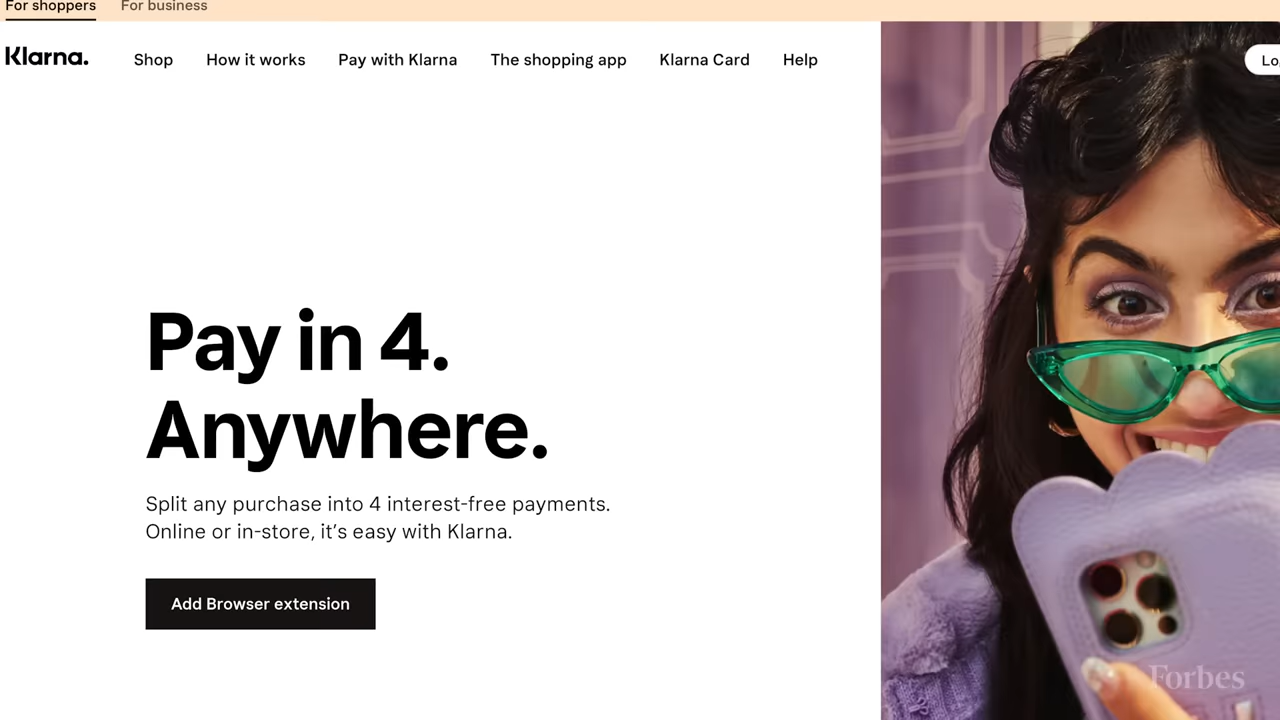 For shoppers For business
Klarna. Shop How it works Pay with Klarna The shopping app Klarna Card Help Lo
Pay in 4.
Anywhere.
Split any purchase into 4 interest-free payments.
Online or in-store, it’s easy with Klarna.
Add Browser extension
Forbes